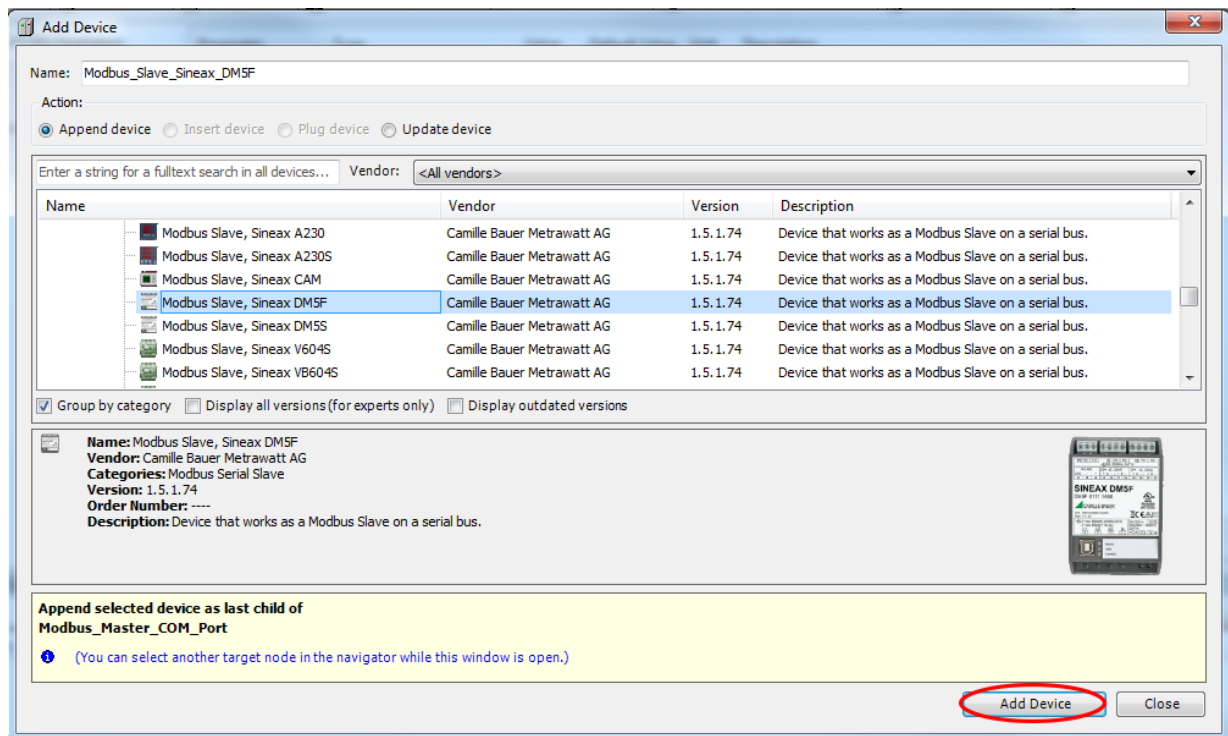 Add Device
Name: Modbus_Slave_Sineax_DM5F
Action:
Append device Insert device Plug device Update device
Enter a string for a fulltext search in all devices... Vendor: <All vendors>
Name Vendor Version Description
Modbus Slave, Sineax A230 Camille Bauer Metrawatt AG 1.5.1.74 Device that works as a Modbus Slave on a serial bus.
Modbus Slave, Sineax A230S Camille Bauer Metrawatt AG 1.5.1.74 Device that works as a Modbus Slave on a serial bus.
Modbus Slave, Sineax CAM Camille Bauer Metrawatt AG 1.5.1.74 Device that works as a Modbus Slave on a serial bus.
Modbus Slave, Sineax DM5F Camille Bauer Metrawatt AG 1.5.1.74 Device that works as a Modbus Slave on a serial bus.
Modbus Slave, Sineax DM5S Camille Bauer Metrawatt AG 1.5.1.74 Device that works as a Modbus Slave on a serial bus.
Modbus Slave, Sineax V604S Camille Bauer Metrawatt AG 1.5.1.74 Device that works as a Modbus Slave on a serial bus.
Modbus Slave, Sineax VB604S Camille Bauer Metrawatt AG 1.5.1.74 Device that works as a Modbus Slave on a serial bus.
Group by category Display all versions (for experts only) Display outdated versions
Name: Modbus Slave, Sineax DM5F
Vendor: Camille Bauer Metrawatt AG
Categories: Modbus Serial Slave
Version: 1.5.1.74
Order Number: ----
Description: Device that works as a Modbus Slave on a serial bus.
SINEAX DM5F
Append selected device as last child of
Modbus_Master_COM_Port
(You can select another target node in the navigator while this window is open.)
Add Device Close